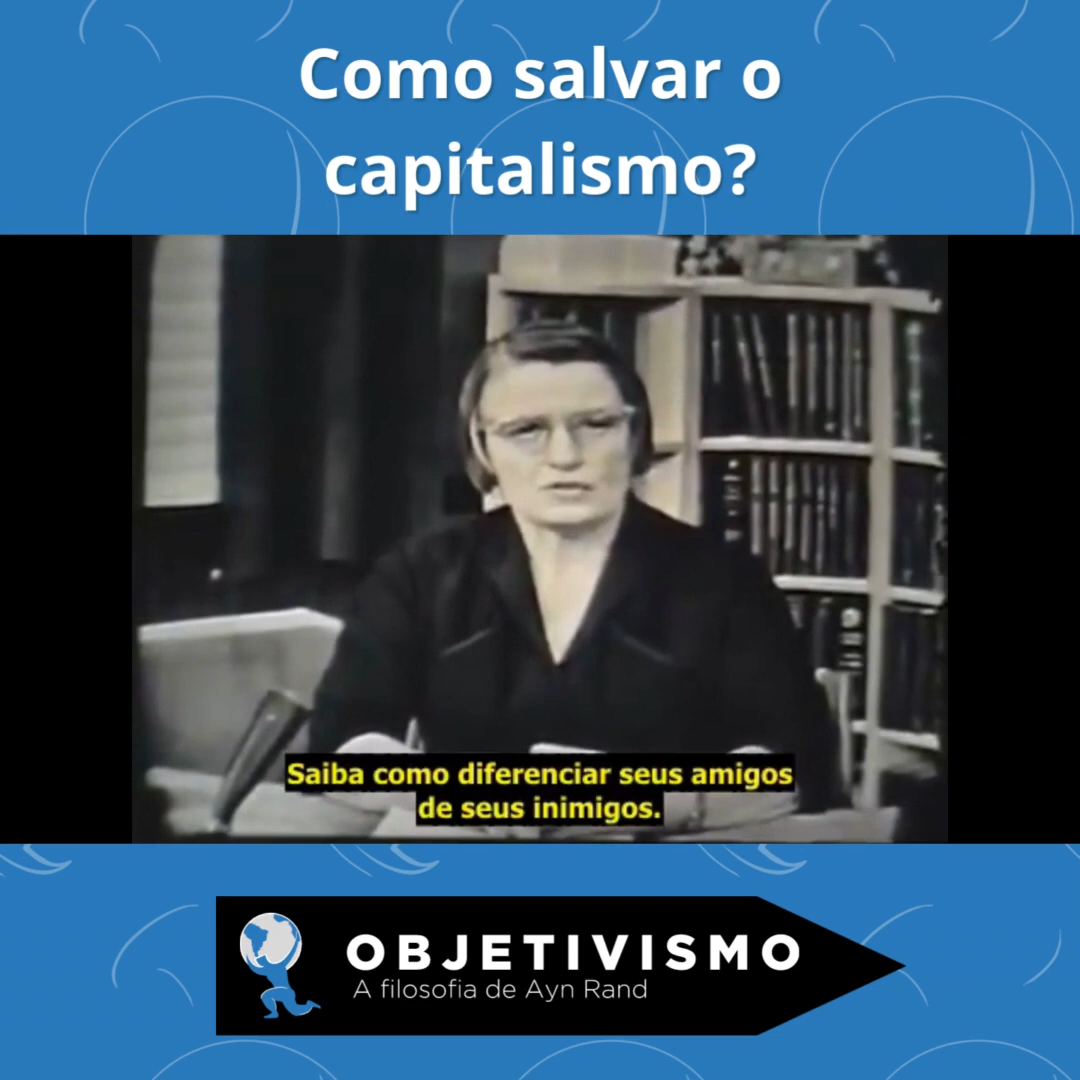 Como salvar o
capitalismo?
Saiba como diferenciar seus amigos
de seus inimigos.
OBJETIVISMO
A filosofia de Ayn Rand